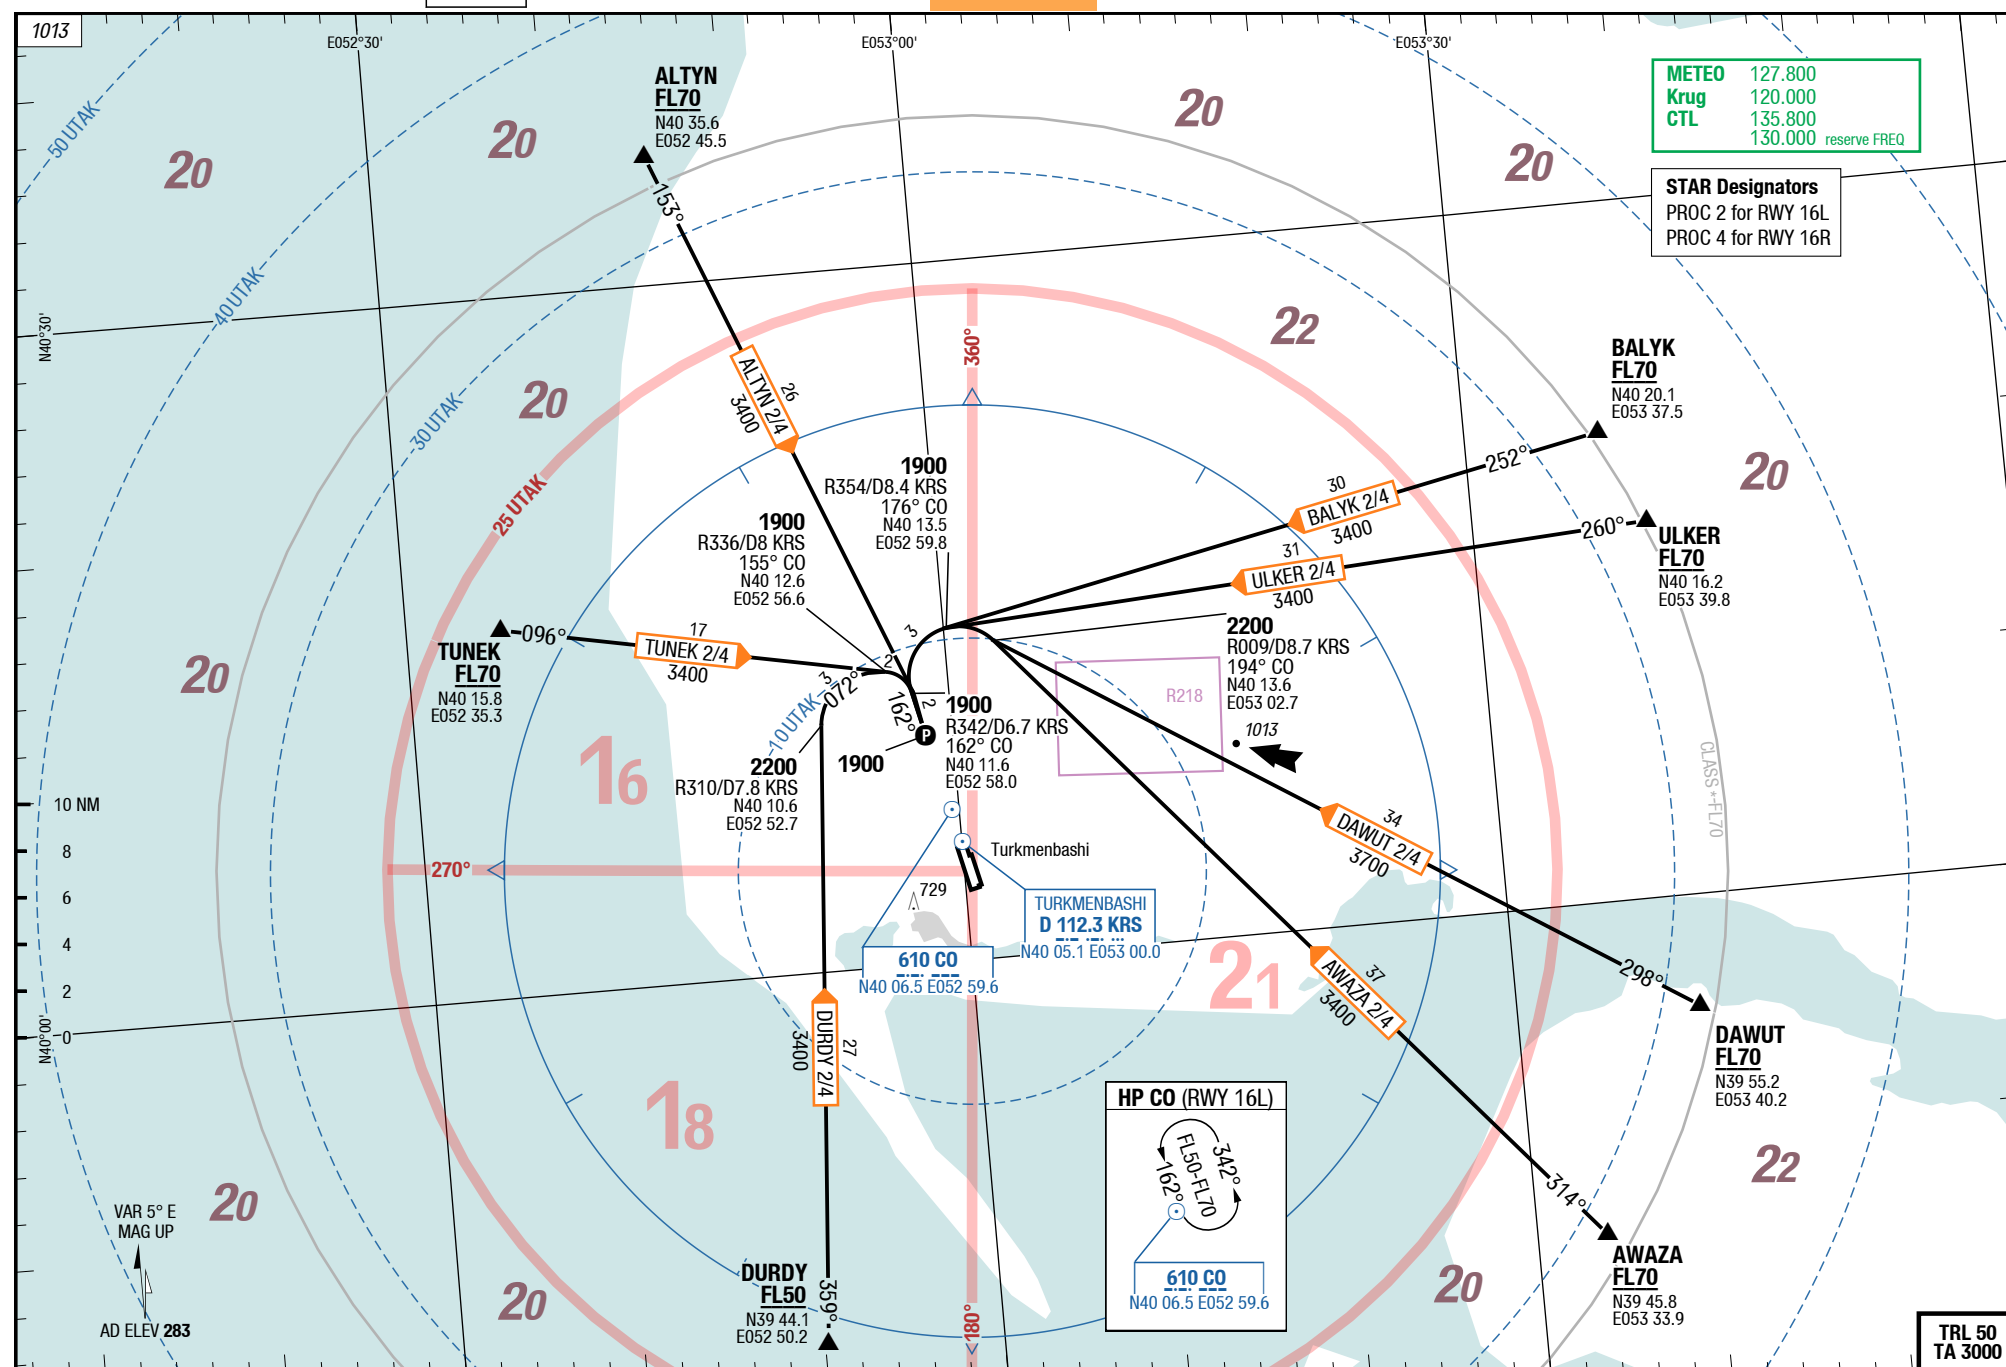 1013
E052°30'
E053°00'
E053°30'
50 UTAK
40 UTAK
30 UTAK
25 UTAK
10 UTAK
N40°30'
N40°00'
ALTYN
FL70
N40 35.6
E052 45.5
153°
ALTYN 2/4
26
3400
METEO 127.800
Krug 120.000
CTL 135.800
130.000 reserve FREQ
STAR Designators
PROC 2 for RWY 16L
PROC 4 for RWY 16R
20
20
20
20
22
20
20
20
16
18
21
20
20
20
22
360°
270°
180°
BALYK
FL70
N40 20.1
E053 37.5
252°
30
BALYK 2/4
3400
ULKER
FL70
N40 16.2
E053 39.8
260°
31
ULKER 2/4
3400
1900
R354/D8.4 KRS
176° CO
N40 13.5
E052 59.8
1900
R336/D8 KRS
155° CO
N40 12.6
E052 56.6
TUNEK
FL70
N40 15.8
E052 35.3
096°
17
TUNEK 2/4
3400
3
2
3
2
072°
162°
P
1900
1900
R342/D6.7 KRS
162° CO
N40 11.6
E052 58.0
2200
R009/D8.7 KRS
194° CO
N40 13.6
E053 02.7
2200
R310/D7.8 KRS
N40 10.6
E052 52.7
R218
1013
CLASS *-FL70
10 NM
8
6
4
2
0
Turkmenbashi
729
TURKMENBASHI
D 112.3 KRS
N40 05.1 E053 00.0
610 CO
N40 06.5 E052 59.6
34
DAWUT 2/4
3700
298°
DAWUT
FL70
N39 55.2
E053 40.2
37
AWAZA 2/4
3400
314°
AWAZA
FL70
N39 45.8
E053 33.9
DURDY 2/4
27
3400
359°
DURDY
FL50
N39 44.1
E052 50.2
HP CO (RWY 16L)
FL50-FL70
162°
342°
610 CO
N40 06.5 E052 59.6
VAR 5° E
MAG UP
AD ELEV 283
TRL 50
TA 3000